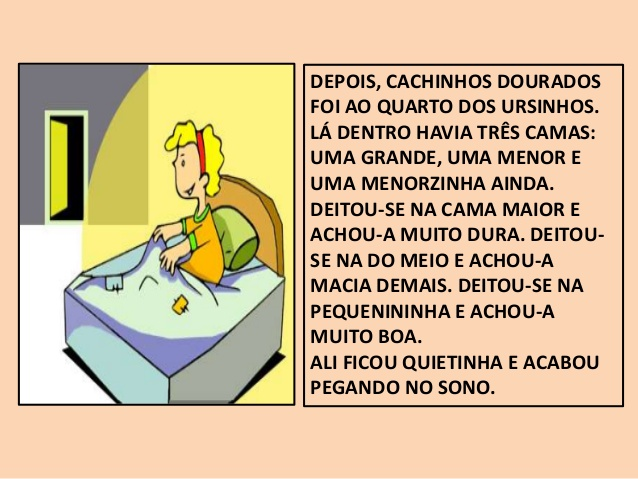 DEPOIS, CACHINHOS DOURADOS
FOI AO QUARTO DOS URSINHOS.
LÁ DENTRO HAVIA TRÊS CAMAS:
UMA GRANDE, UMA MENOR E
UMA MENORZINHA AINDA.
DEITOU-SE NA CAMA MAIOR E
ACHOU-A MUITO DURA. DEITOU-
SE NA DO MEIO E ACHOU-A
MACIA DEMAIS. DEITOU-SE NA
PEQUENININHA E ACHOU-A
MUITO BOA.
ALI FICOU QUIETINHA E ACABOU
PEGANDO NO SONO.